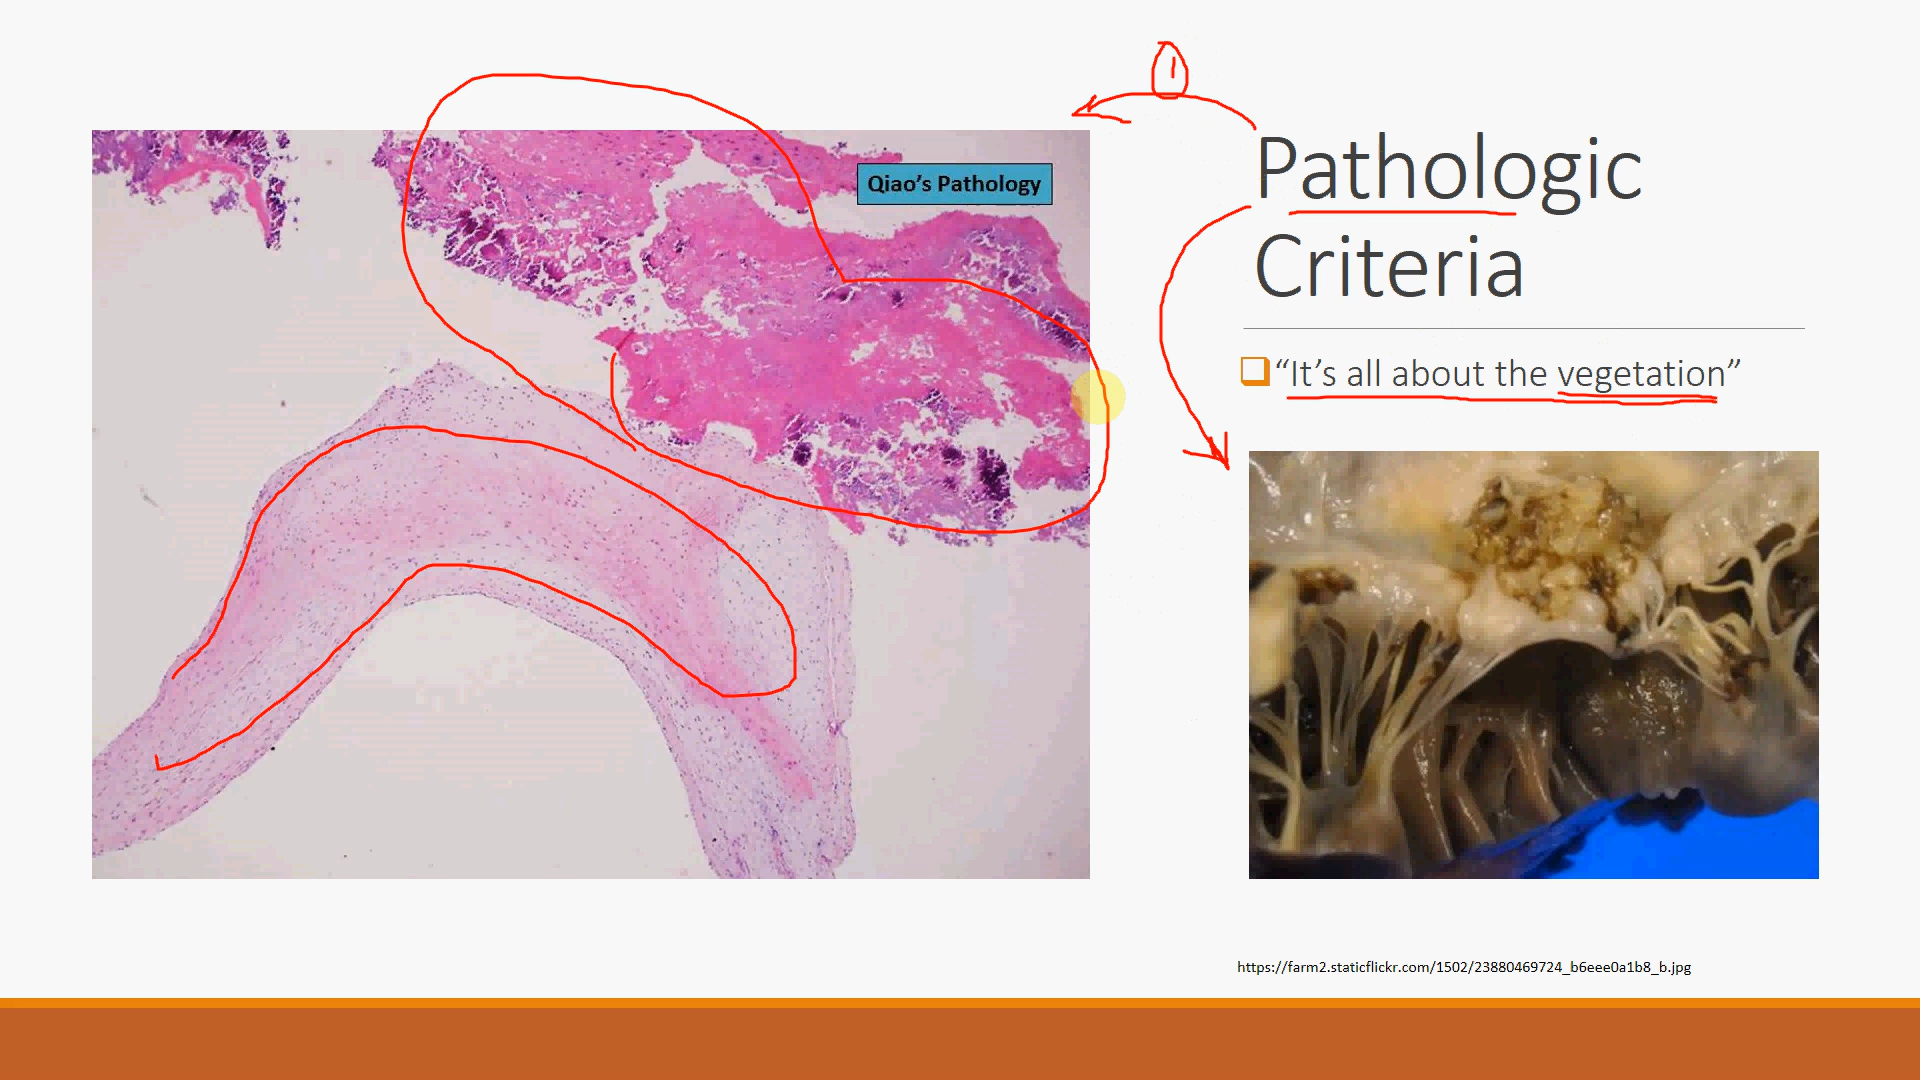 1
Qiao's Pathology
Pathologic
Criteria
“It's all about the vegetation”
https://farm2.staticflickr.com/1502/23880469724_b6eee0a1b8_b.jpg